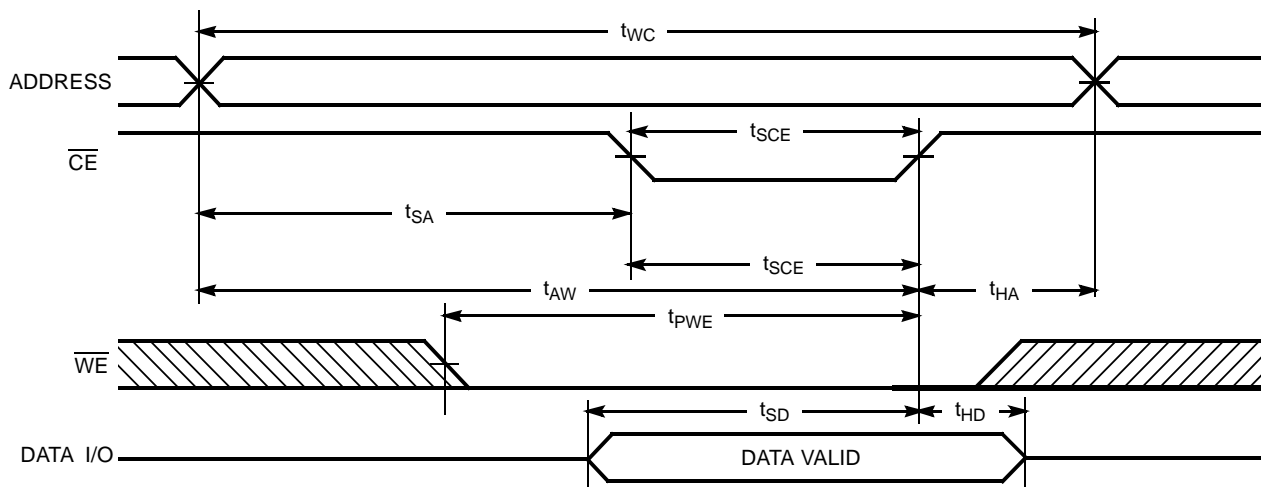 tWC
ADDRESS
tSCE
CE
tSA
tSCE
tAW
tHA
tPWE
WE
tSD
tHD
DATA I/O
DATA VALID